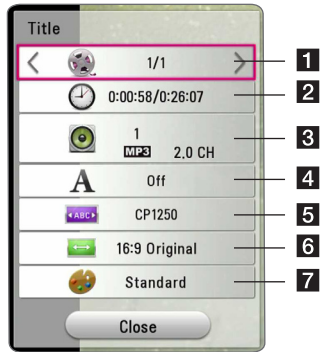 Title
1/1
1
0:00:58/0:26:07
2
1
MP3 2.0 CH
3
A
Off
4
ABC
CP1250
5
16:9 Original
6
Standard
7
Close